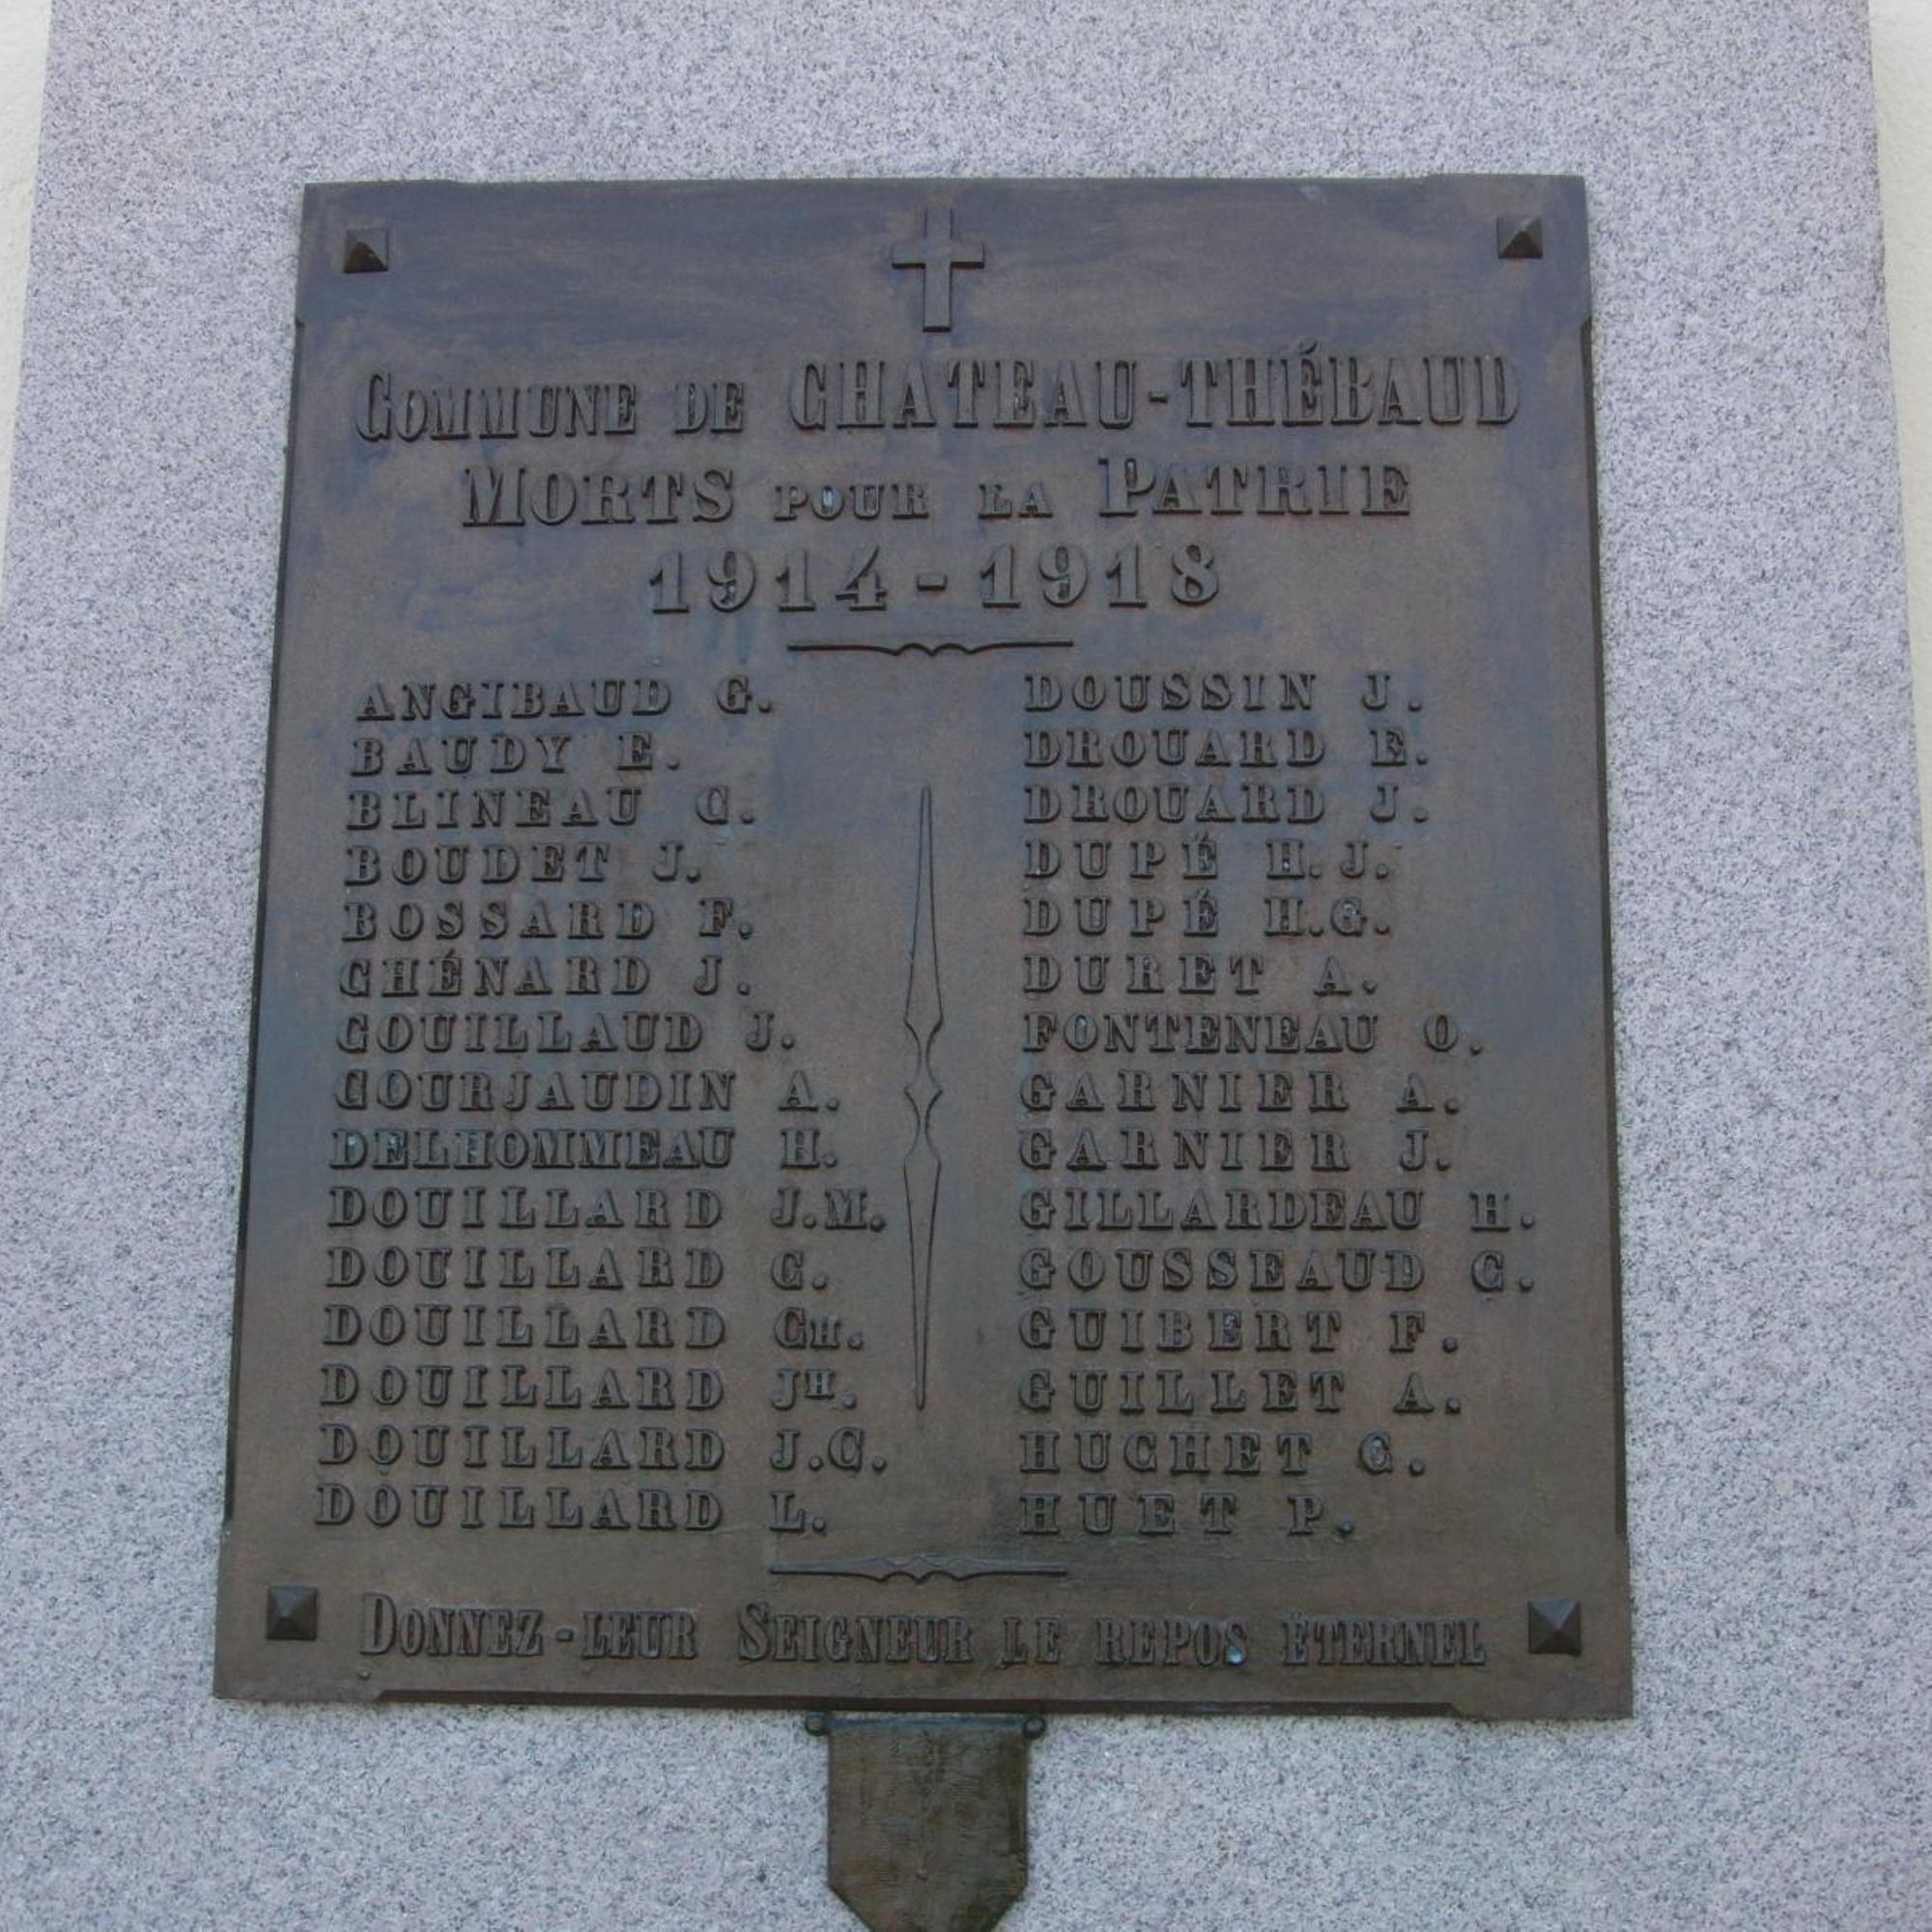 COMMUNE DE CHATEAU-THÉBAUD
MORTS POUR LA PATRIE
1914-1918
ANGIBAUD G.
BAUDY E.
BLINEAU C.
BOUDET J.
BOSSARD F.
CHÉNARD J.
COUILLAUD J.
COURJAUDIN A.
DELHOMMEAU H.
DOUILLARD J.M.
DOUILLARD C.
DOUILLARD CH.
DOUILLARD JH.
DOUILLARD J.C.
DOUILLARD L.
DOUSSIN J.
DROUARD E.
DROUARD J.
DUPÉ H.J.
DUPÉ H.G.
DURET A.
FONTENEAU O.
GARNIER A.
GARNIER J.
GILLARDEAU H.
GOUSSEAUD C.
GUIBERT F.
GUILLET A.
HUCHET C.
HUET P.
DONNEZ-LEUR SEIGNEUR LE REPOS ÉTERNEL